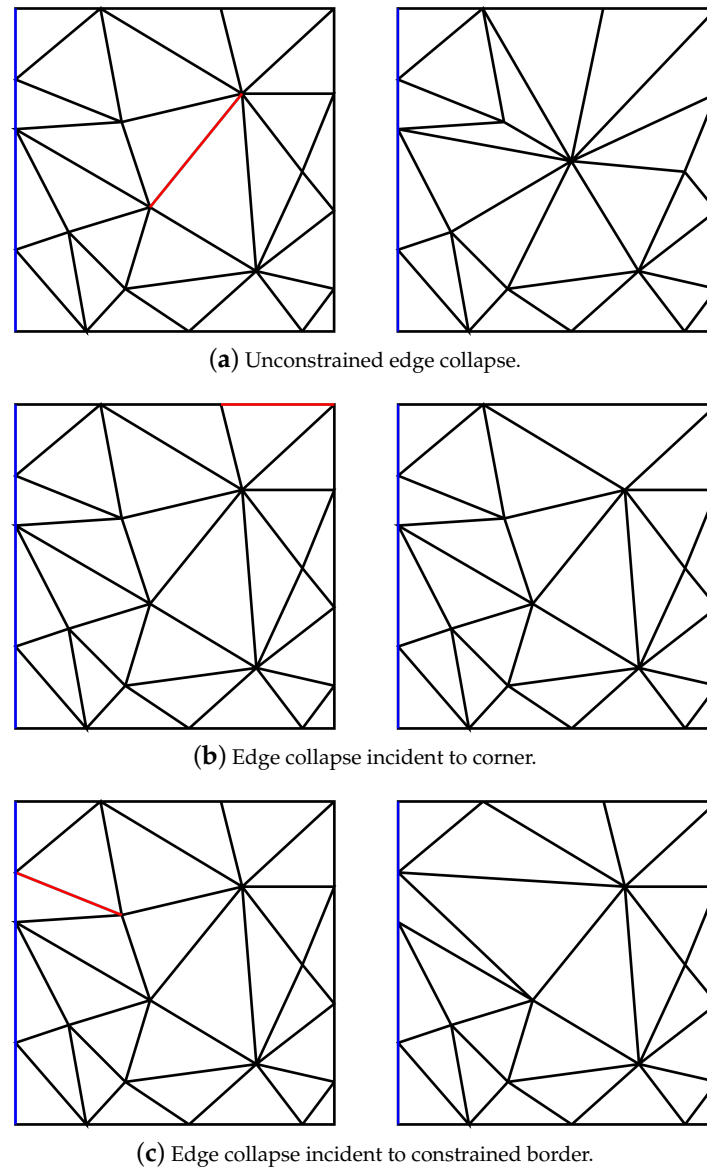 (a) Unconstrained edge collapse.
(b) Edge collapse incident to corner.
(c) Edge collapse incident to constrained border.